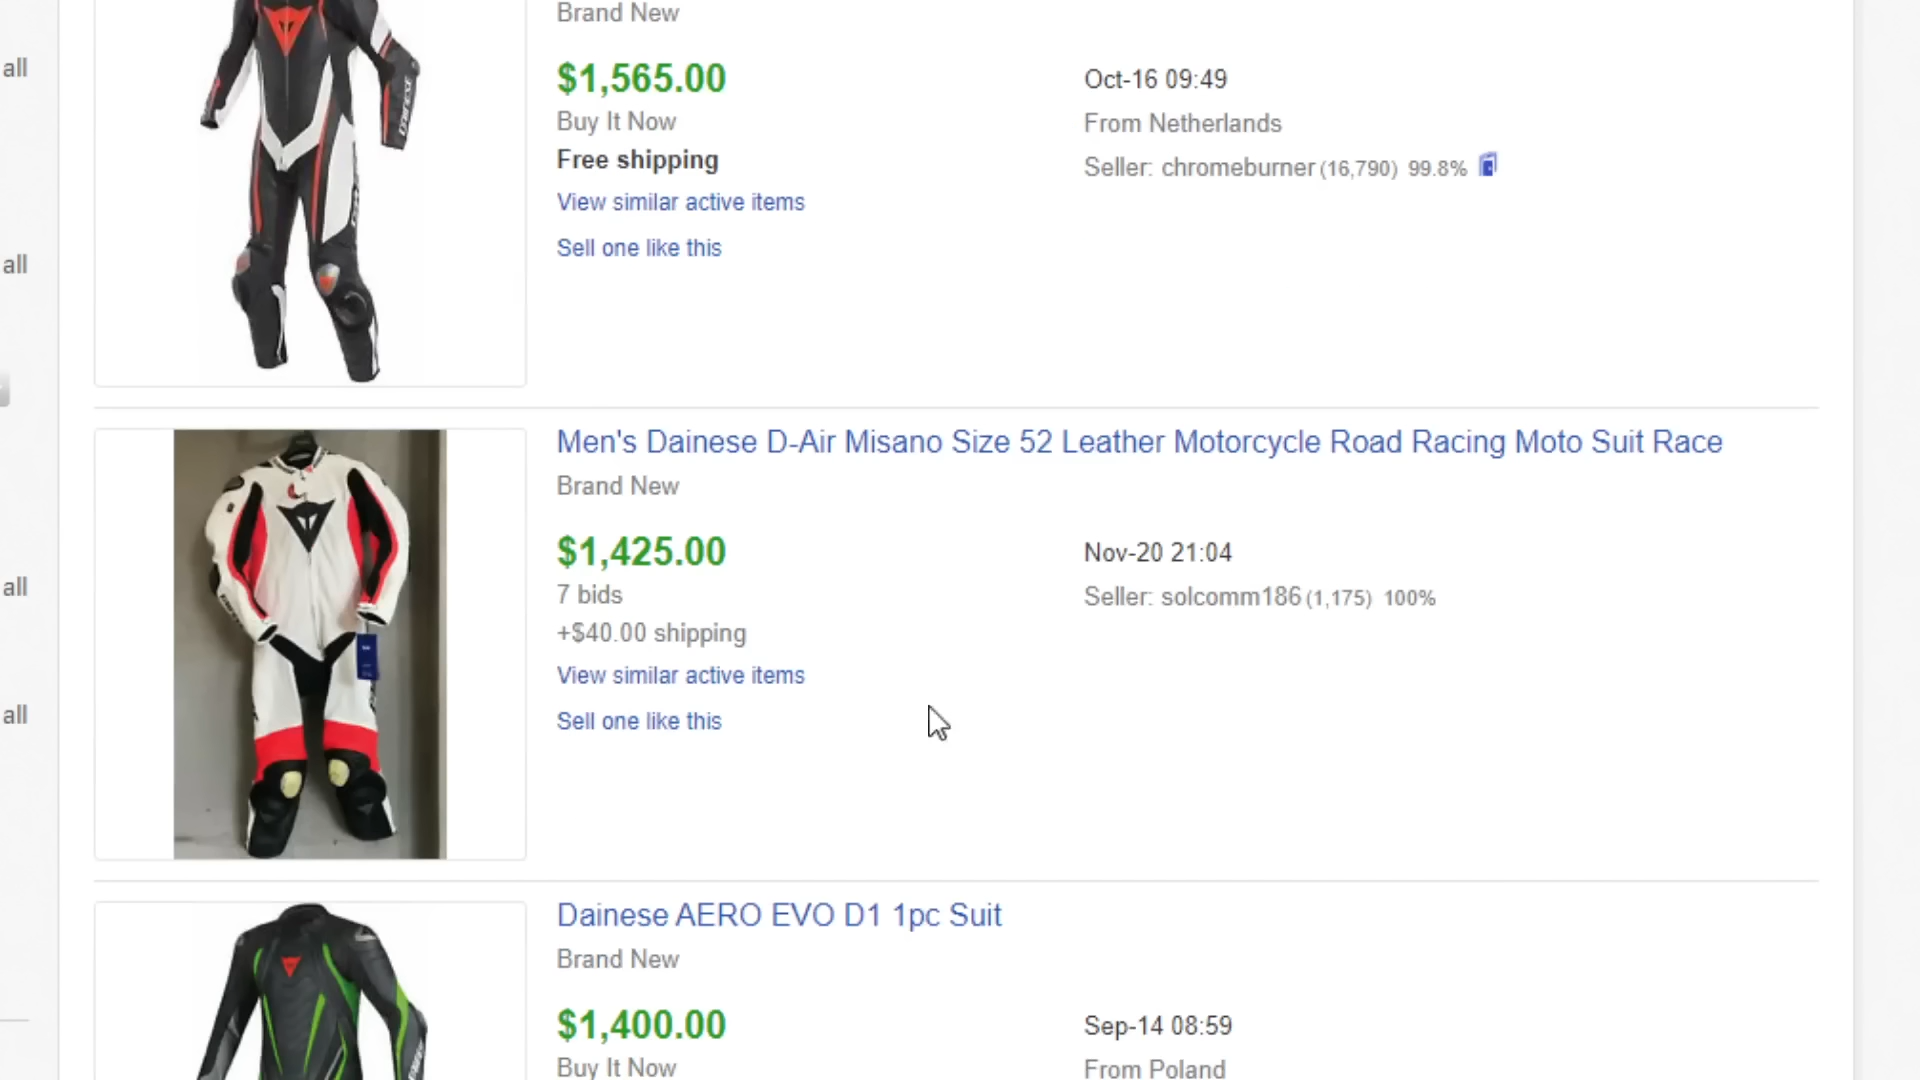 all
all
all
all
Brand New
$1,565.00
Buy It Now
Free shipping
View similar active items
Sell one like this
Oct-16 09:49
From Netherlands
Seller: chromeburner (16,790) 99.8%
Men's Dainese D-Air Misano Size 52 Leather Motorcycle Road Racing Moto Suit Race
Brand New
$1,425.00
7 bids
+$40.00 shipping
View similar active items
Sell one like this
Nov-20 21:04
Seller: solcomm186 (1,175) 100%
Dainese AERO EVO D1 1pc Suit
Brand New
$1,400.00
Buy It Now
Sep-14 08:59
From Poland